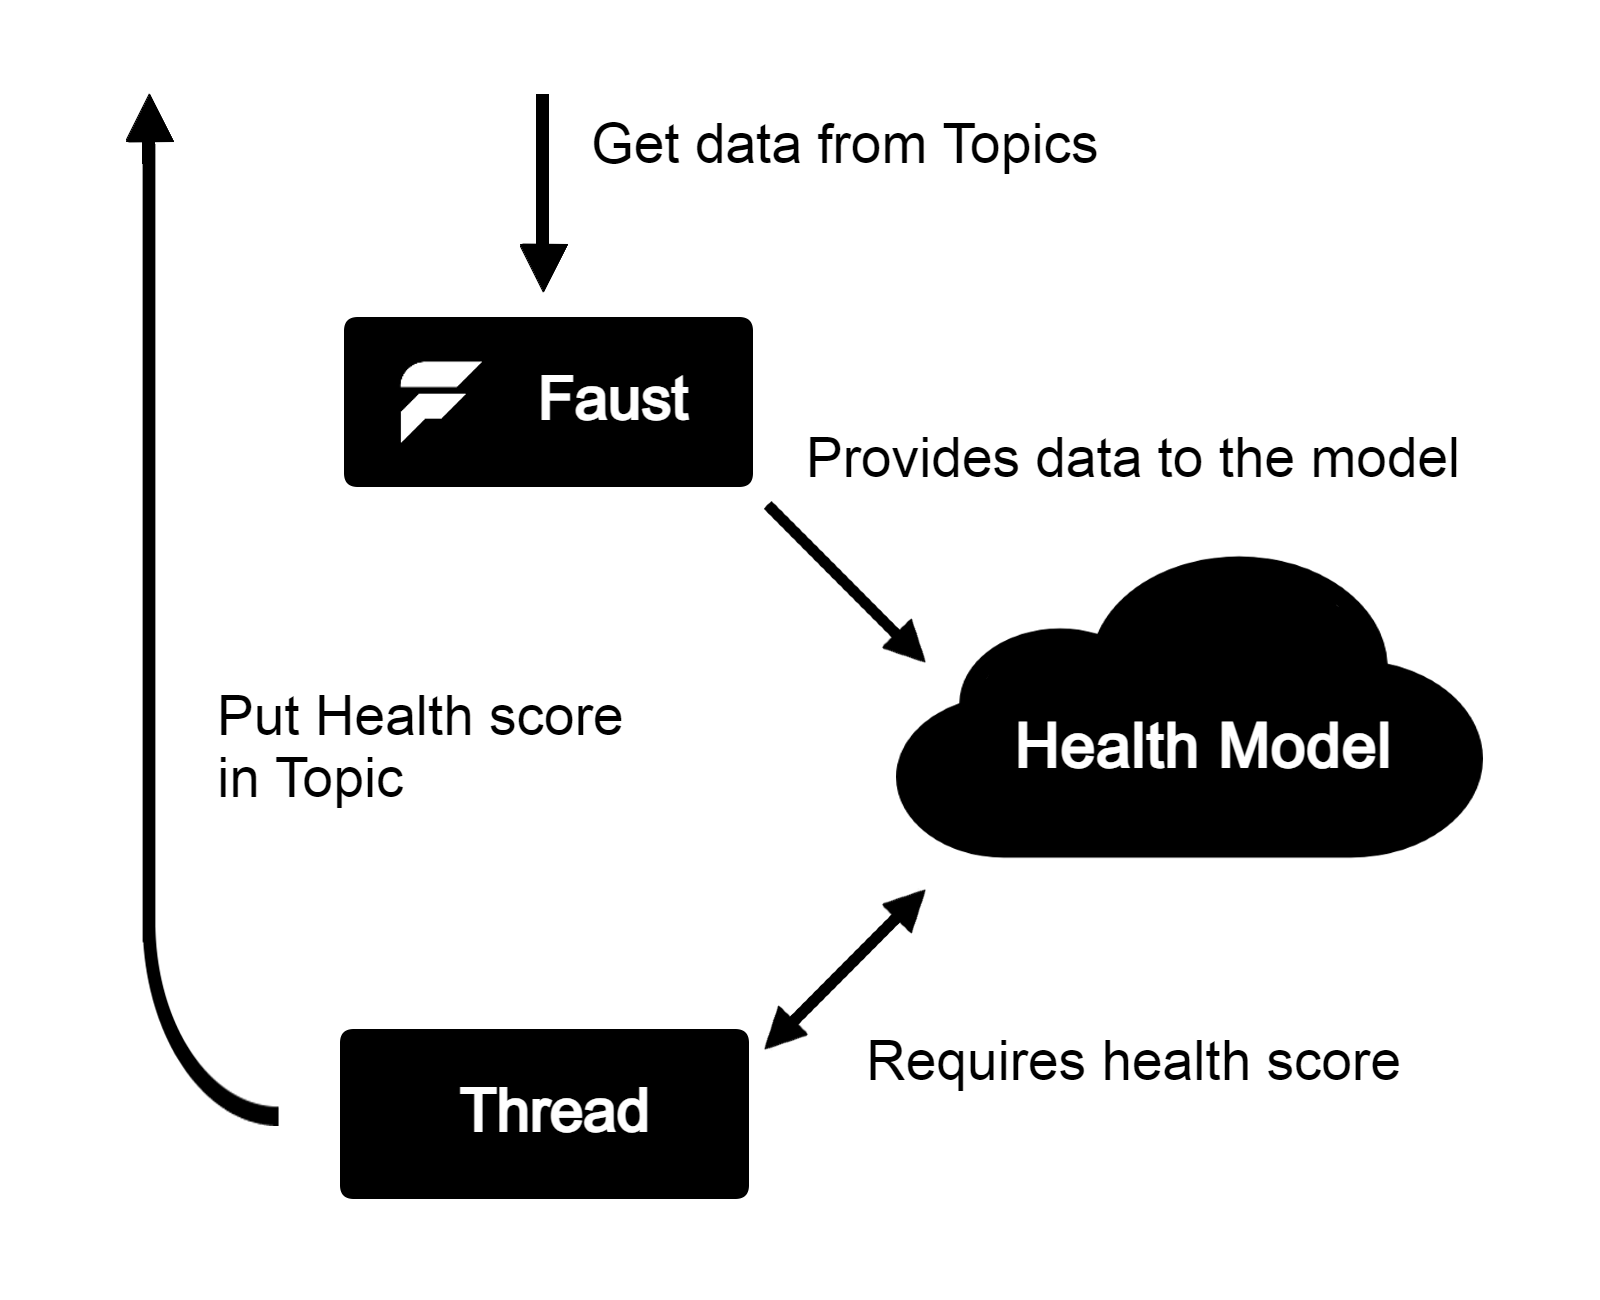 Get data from Topics
Faust
Provides data to the model
Put Health score
in Topic
Health Model
Requires health score
Thread